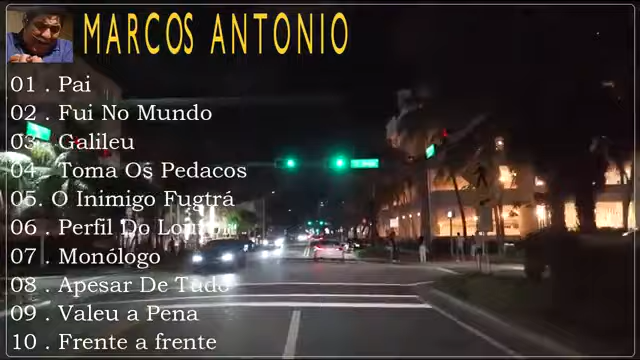 MARCOS ANTONIO
01 . Pai
02 . Fui No Mundo
03 . Galileu
04 . Toma Os Pedacos
05. O Inimigo Fugtrá
06 . Perfil Do
07 . Monólogo
08 . Apesar De Tudo
09 . Valeu a Pena
10 . Frente a frente